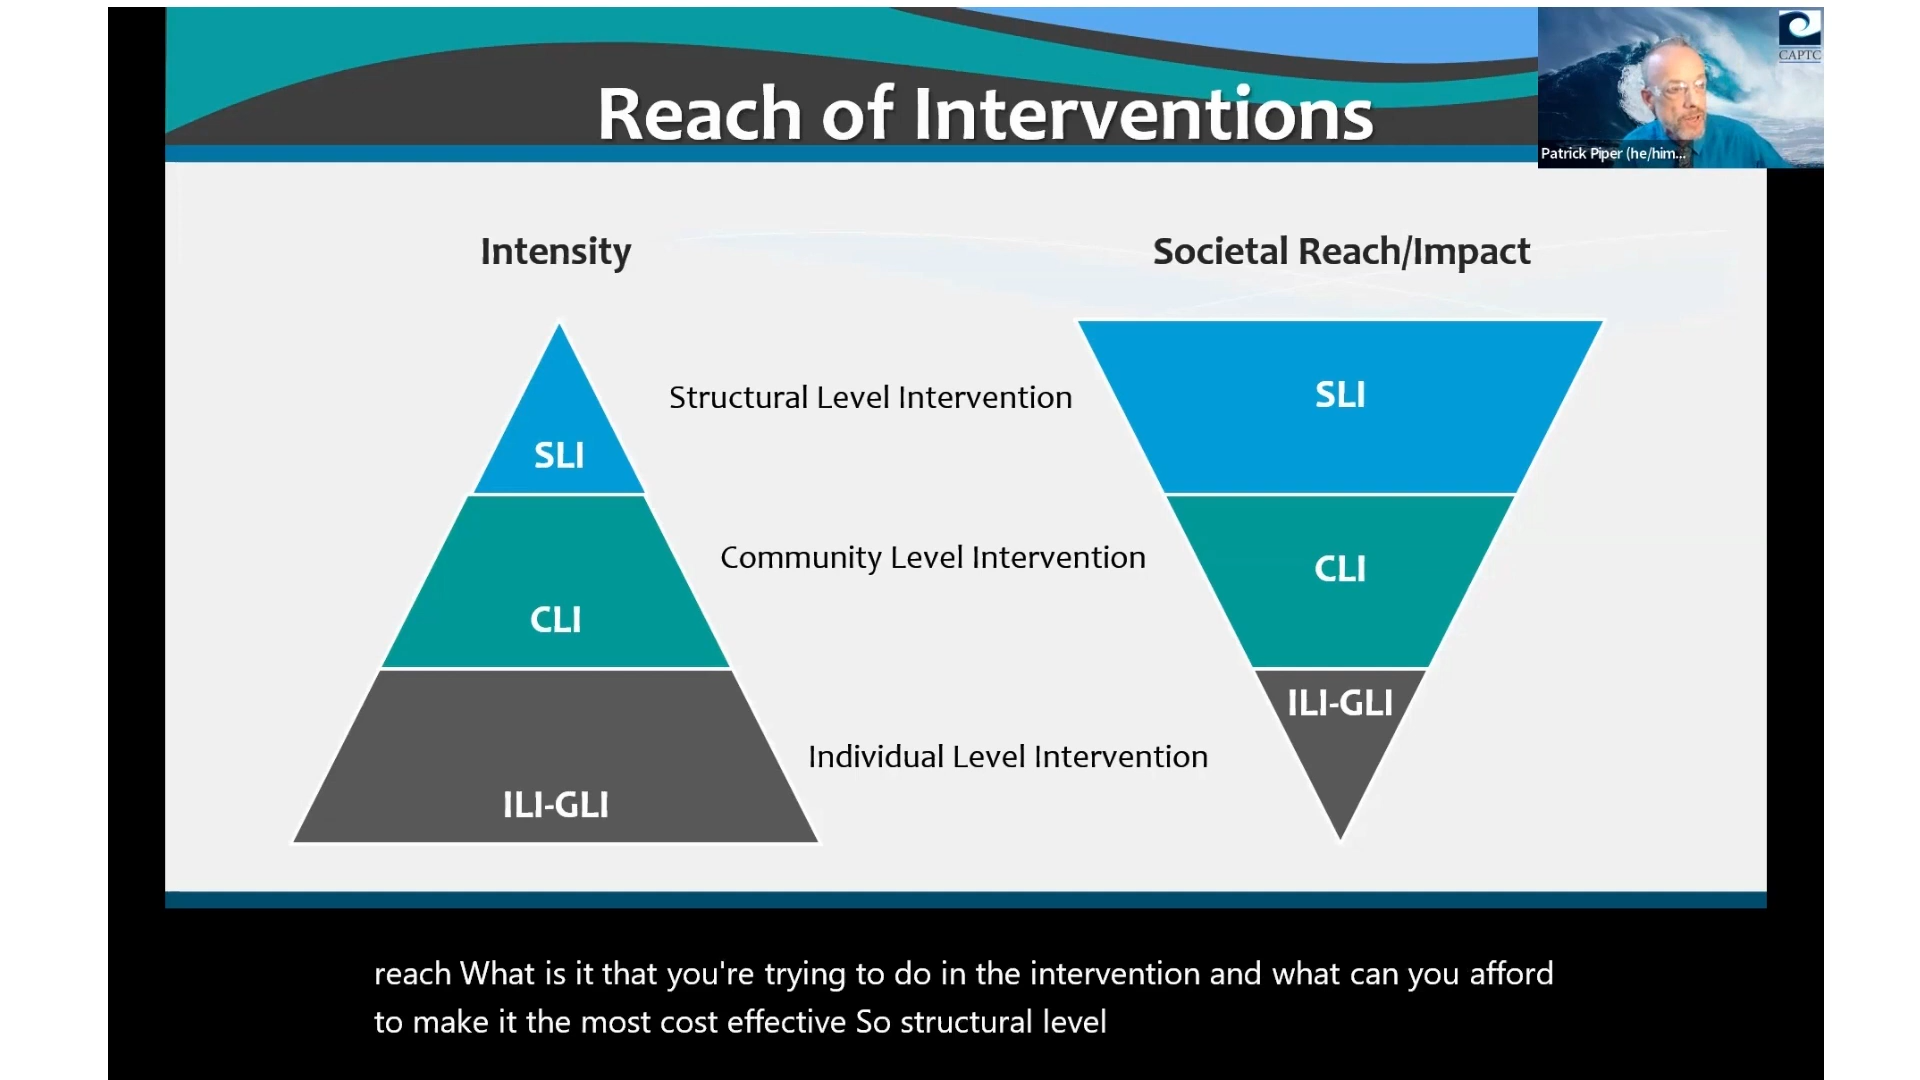 Reach of Interventions
CAPTC
Patrick Piper (he/him...
Intensity
Societal Reach/Impact
Structural Level Intervention
SLI
SLI
Community Level Intervention
CLI
CLI
ILI-GLI
Individual Level Intervention
ILI-GLI
reach What is it that you're trying to do in the intervention and what can you afford
to make it the most cost effective So structural level